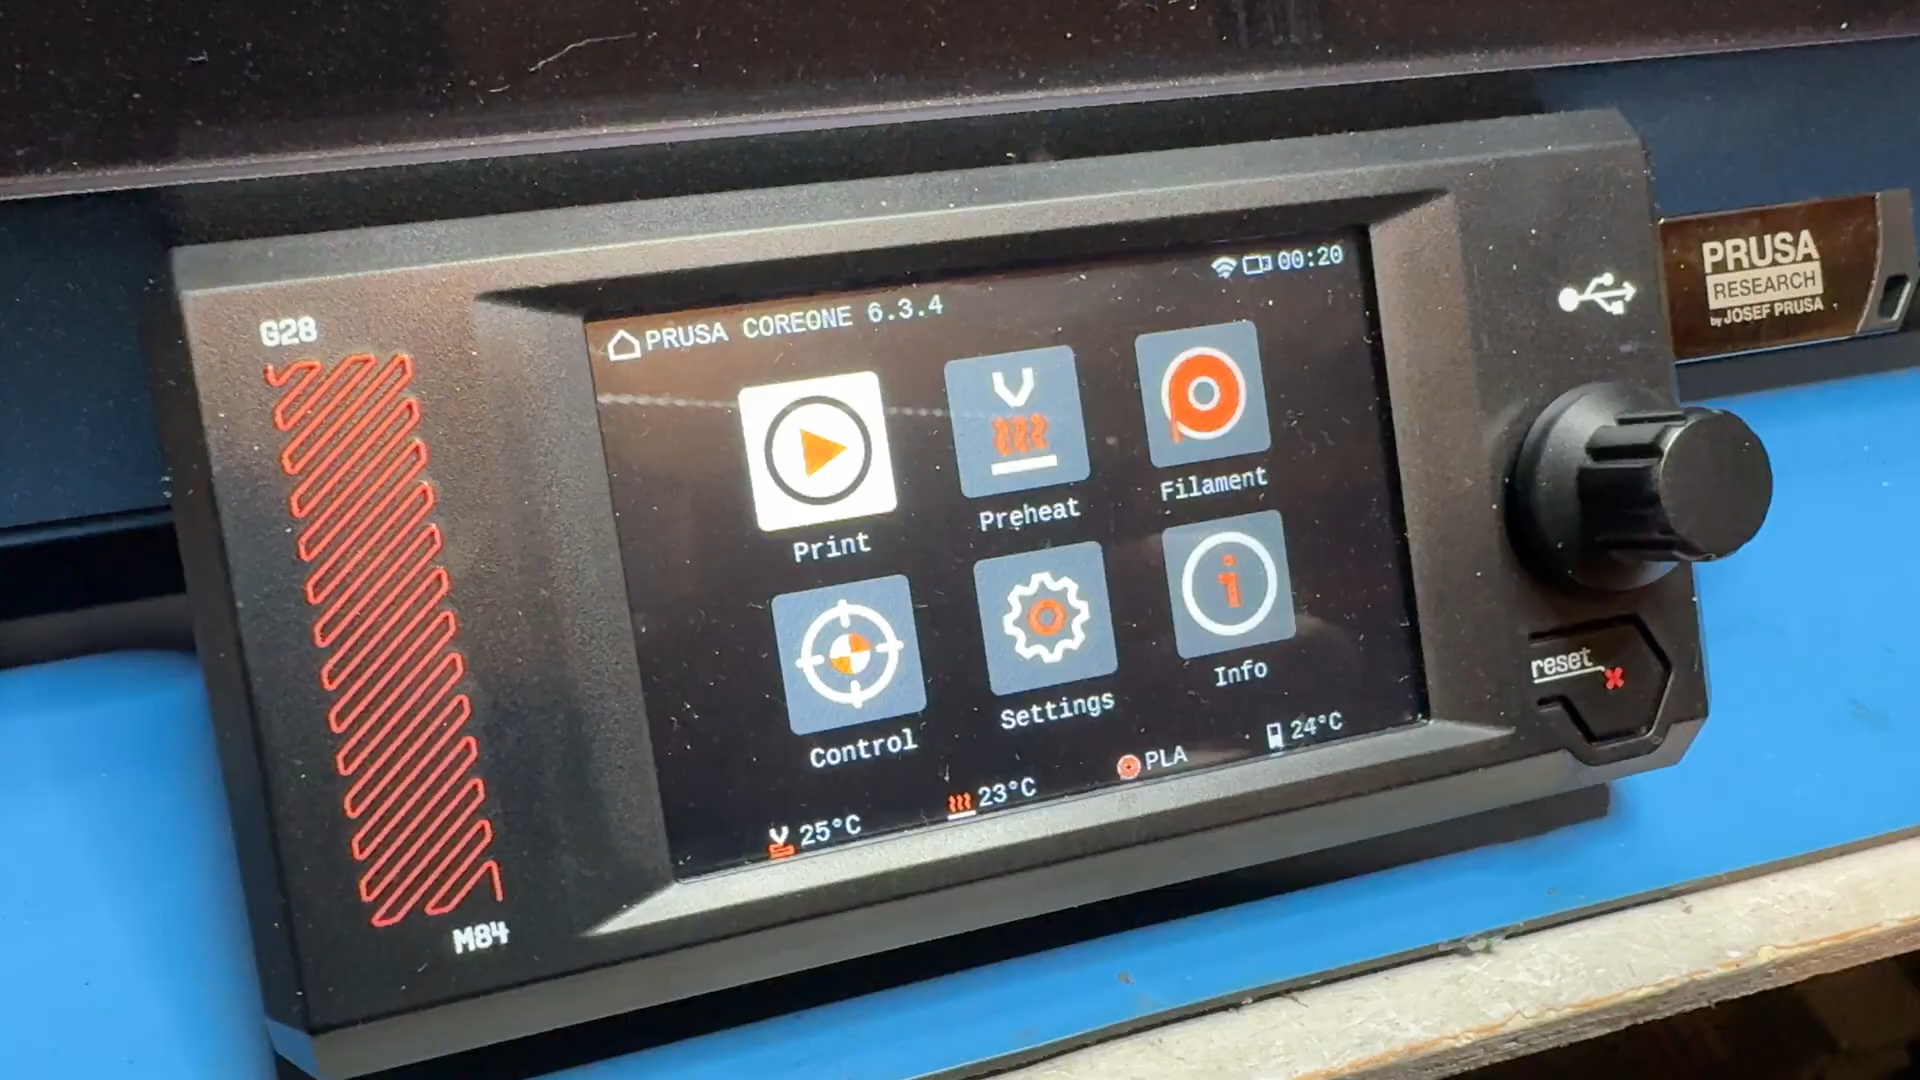 G28
00:20
PRUSA COREONE 6.3.4
Print
Preheat
Filament
Control
Settings
Info
25°C
23°C
PLA
24°C
M84
PRUSA
RESEARCH
by JOSEF PRUSA
reset